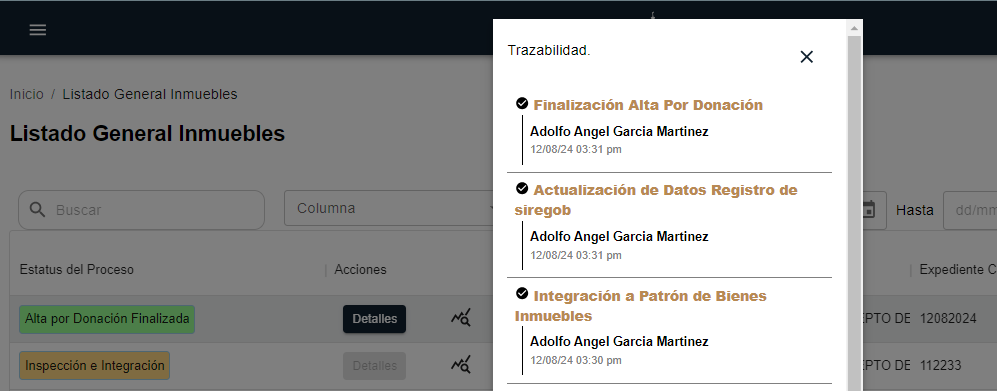 Trazabilidad.
Inicio / Listado General Inmuebles
Listado General Inmuebles
Finalización Alta Por Donación
Adolfo Angel Garcia Martinez
12/08/24 03:31 pm
Actualización de Datos Registro de
siregob
Adolfo Angel Garcia Martinez
12/08/24 03:31 pm
Integración a Patrón de Bienes
Inmuebles
Adolfo Angel Garcia Martinez
12/08/24 03:30 pm
Buscar
Columna
Hasta
dd/mm
Estatus del Proceso
Acciones
Expediente C
Alta por Donación Finalizada
Detalles
EPTO DE
12082024
Inspección e Integración
Detalles
EPTO DE
112233